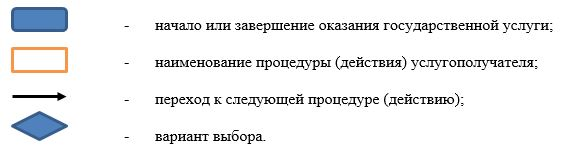 - начало или завершение оказания государственной услуги;
- наименование процедуры (действия) услугополучателя;
- переход к следующей процедуре (действию);
- вариант выбора.